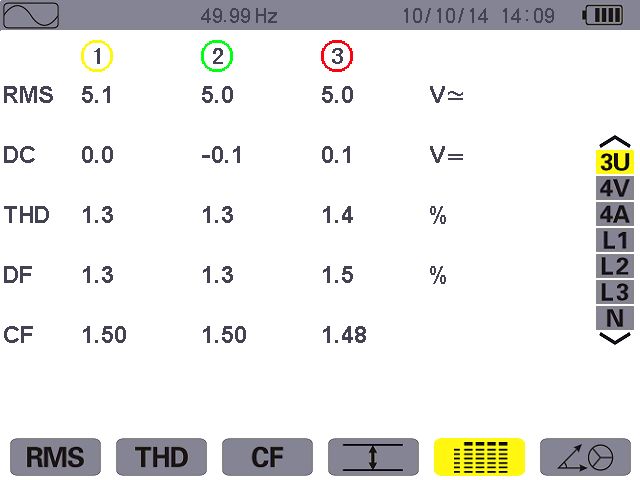 49.99 Hz 10/10/14 14:09
1 2 3
RMS 5.1 5.0 5.0 V≃
DC 0.0 -0.1 0.1 V=
THD 1.3 1.3 1.4 %
DF 1.3 1.3 1.5 %
CF 1.50 1.50 1.48
3U
4V
4A
L1
L2
L3
N
RMS THD CF